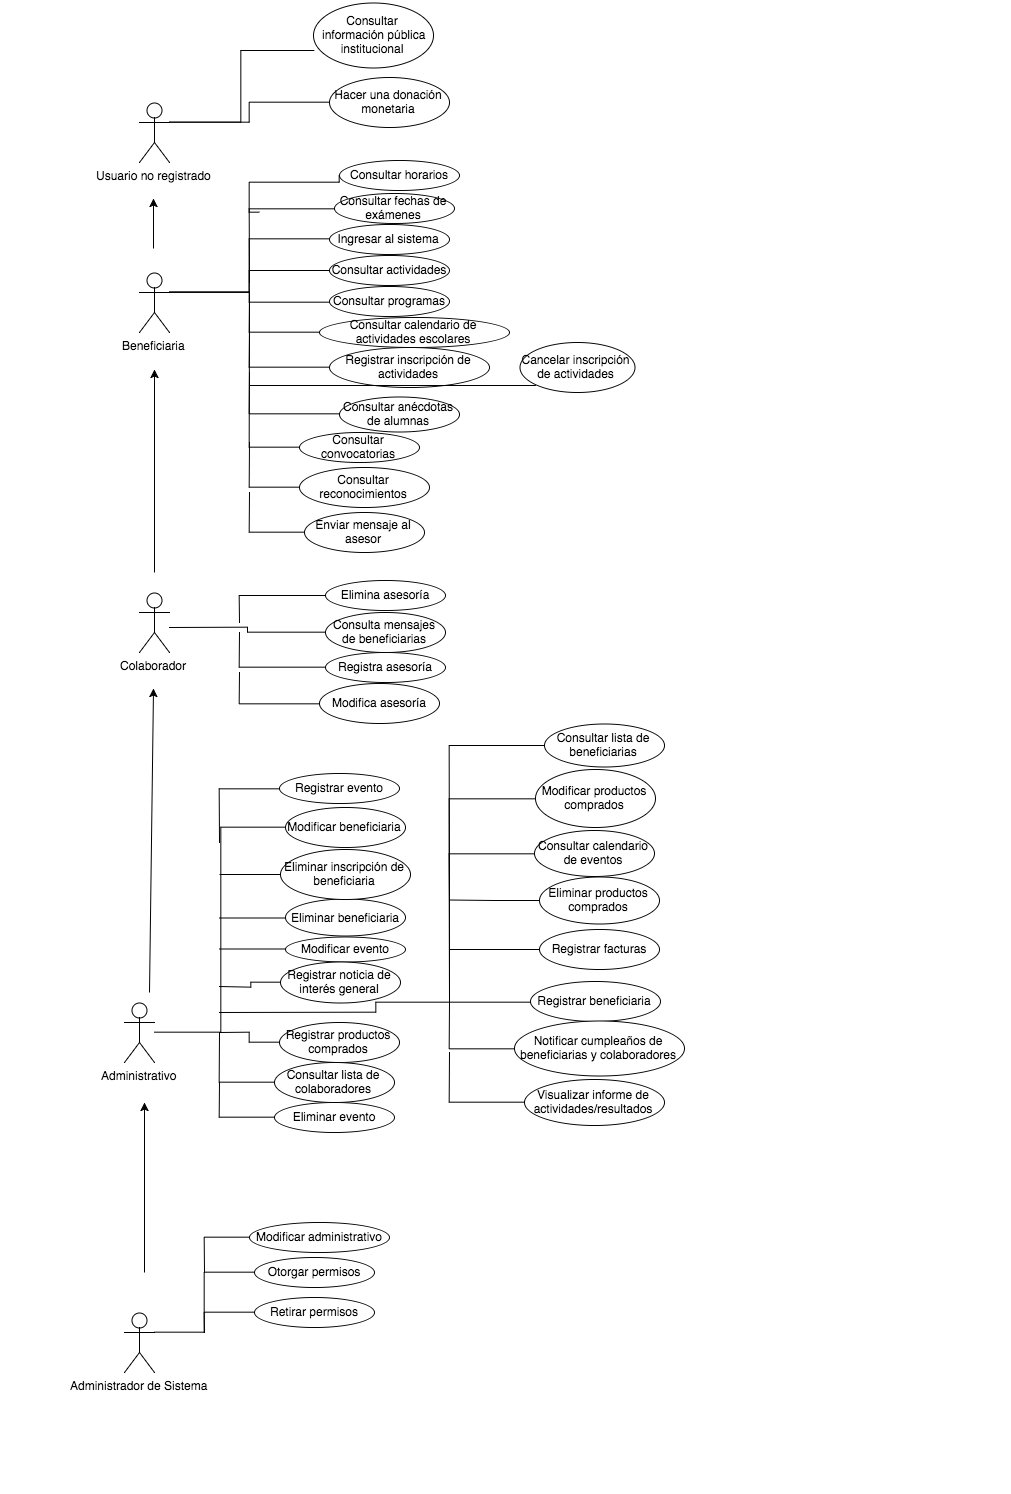 Consultar
información pública
institucional
Hacer una donación
monetaria
Usuario no registrado
Consultar horarios
Consultar fechas de
exámenes
Ingresar al sistema
Consultar actividades
Consultar programas
Consultar calendario de
actividades escolares
Beneficiaria
Registrar inscripción de
actividades
Cancelar inscripción
de actividades
Consultar anécdotas
de alumnas
Consultar
convocatorias
Consultar
reconocimientos
Enviar mensaje al
asesor
Elimina asesoría
Consulta mensajes
de beneficiarias
Registra asesoría
Colaborador
Modifica asesoría
Consultar lista de
beneficiarias
Registrar evento
Modificar productos
comprados
Modificar beneficiaria
Consultar calendario
de eventos
Eliminar inscripción de
beneficiaria
Eliminar productos
comprados
Eliminar beneficiaria
Modificar evento
Registrar facturas
Registrar noticia de
interés general
Registrar beneficiaria
Registrar productos
comprados
Notificar cumpleaños de
beneficiarias y colaboradores
Administrativo
Consultar lista de
colaboradores
Visualizar informe de
actividades/resultados
Eliminar evento
Modificar administrativo
Otorgar permisos
Retirar permisos
Administrador de Sistema